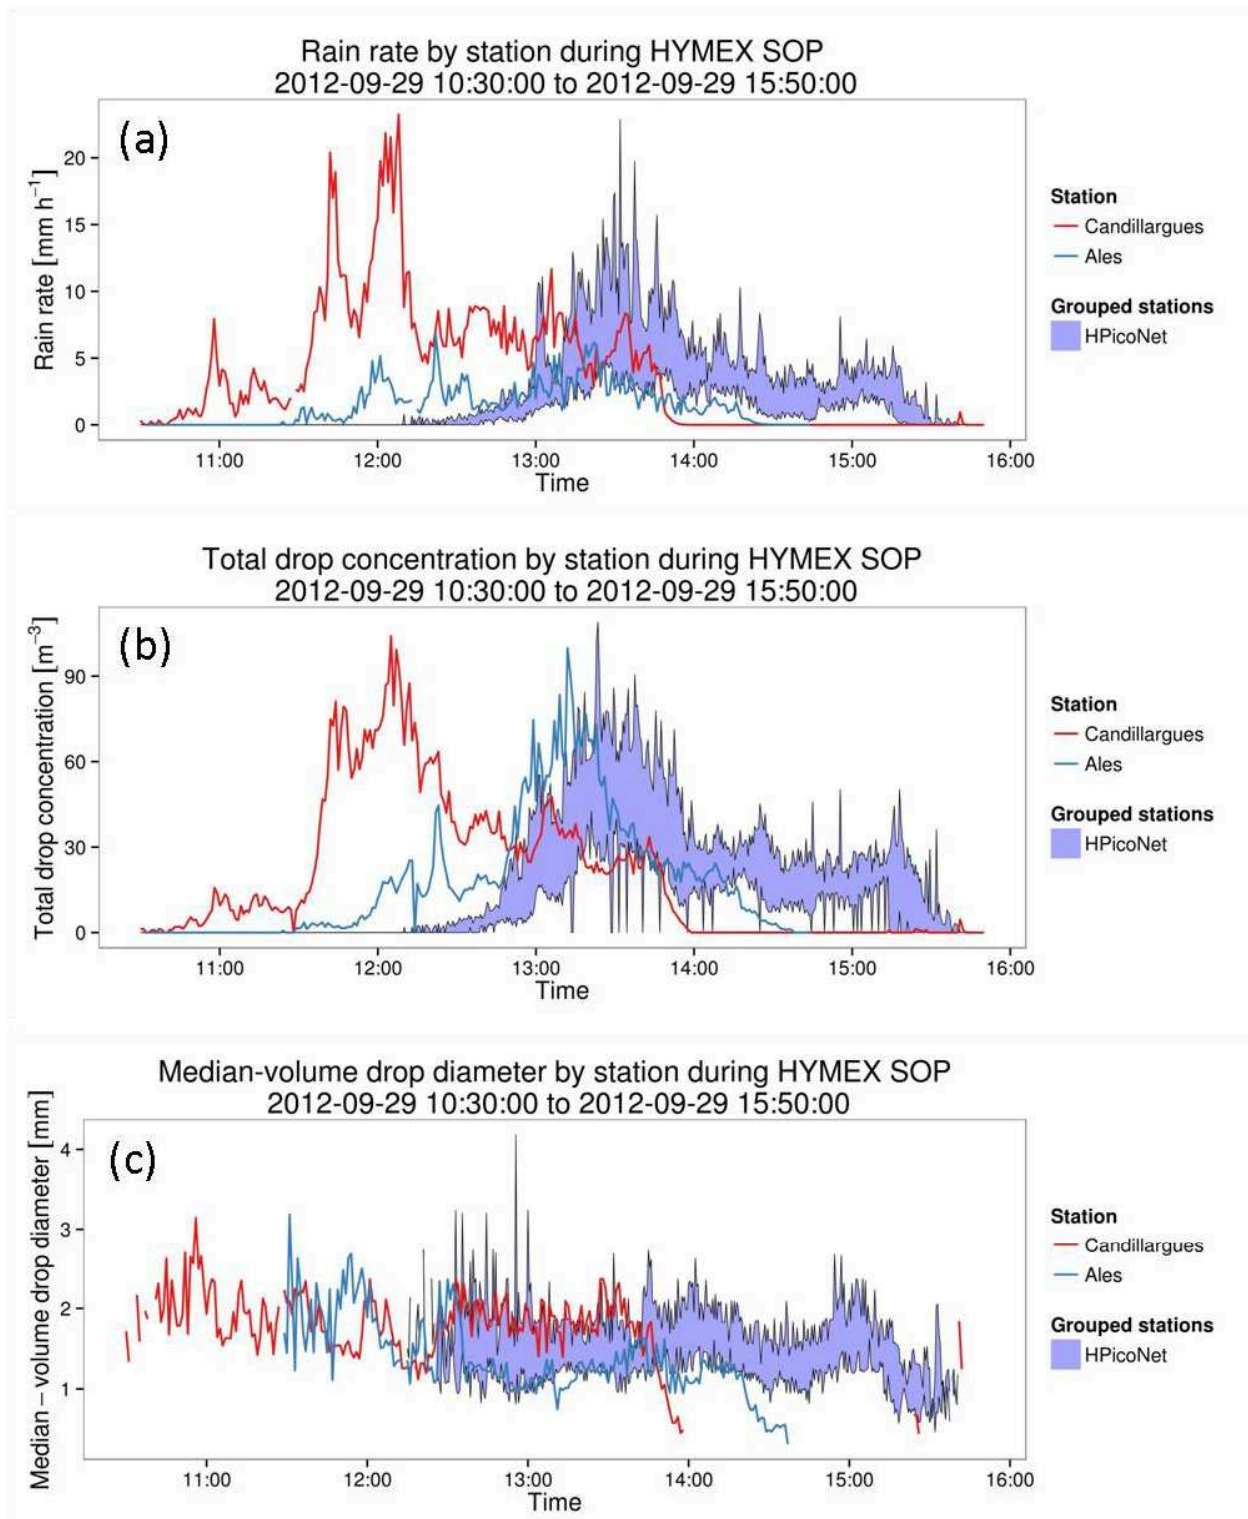 Rain rate by station during HYMEX SOP
2012-09-29 10:30:00 to 2012-09-29 15:50:00
(a)
Rain rate [mm h⁻¹]
20
15
10
5
0
11:00 12:00 13:00 14:00 15:00 16:00
Time
Station
Candillargues
Ales
Grouped stations
HPicoNet
Total drop concentration by station during HYMEX SOP
2012-09-29 10:30:00 to 2012-09-29 15:50:00
(b)
Total drop concentration [m⁻³]
90
60
30
0
11:00 12:00 13:00 14:00 15:00 16:00
Time
Station
Candillargues
Ales
Grouped stations
HPicoNet
Median-volume drop diameter by station during HYMEX SOP
2012-09-29 10:30:00 to 2012-09-29 15:50:00
(c)
Median−volume drop diameter [mm]
4
3
2
1
11:00 12:00 13:00 14:00 15:00 16:00
Time
Station
Candillargues
Ales
Grouped stations
HPicoNet